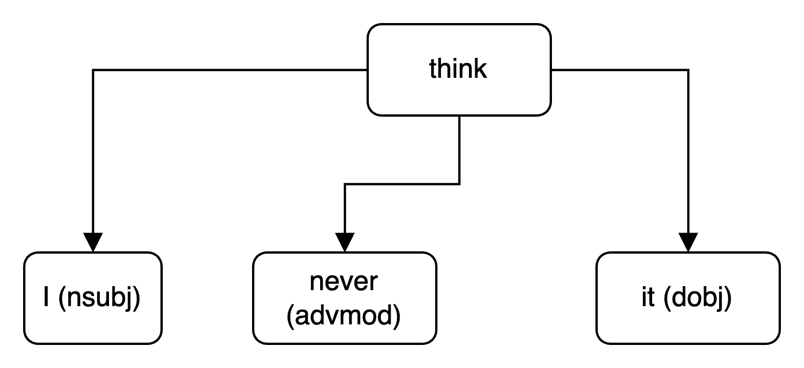 think
I (nsubj)
never
(advmod)
it (dobj)